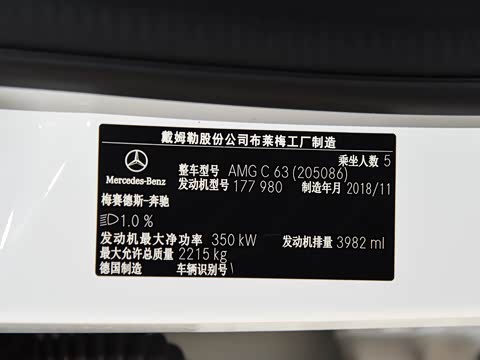 戴姆勒股份公司布莱梅工厂制造
乘坐人数 5
整车型号 AMG C 63 (205086)
Mercedes-Benz 发动机型号 177 980 制造年月 2018/11
梅赛德斯-奔驰
1.0 %
发动机最大净功率 350 kW 发动机排量 3982 ml
最大允许总质量 2215 kg
德国制造 车辆识别号